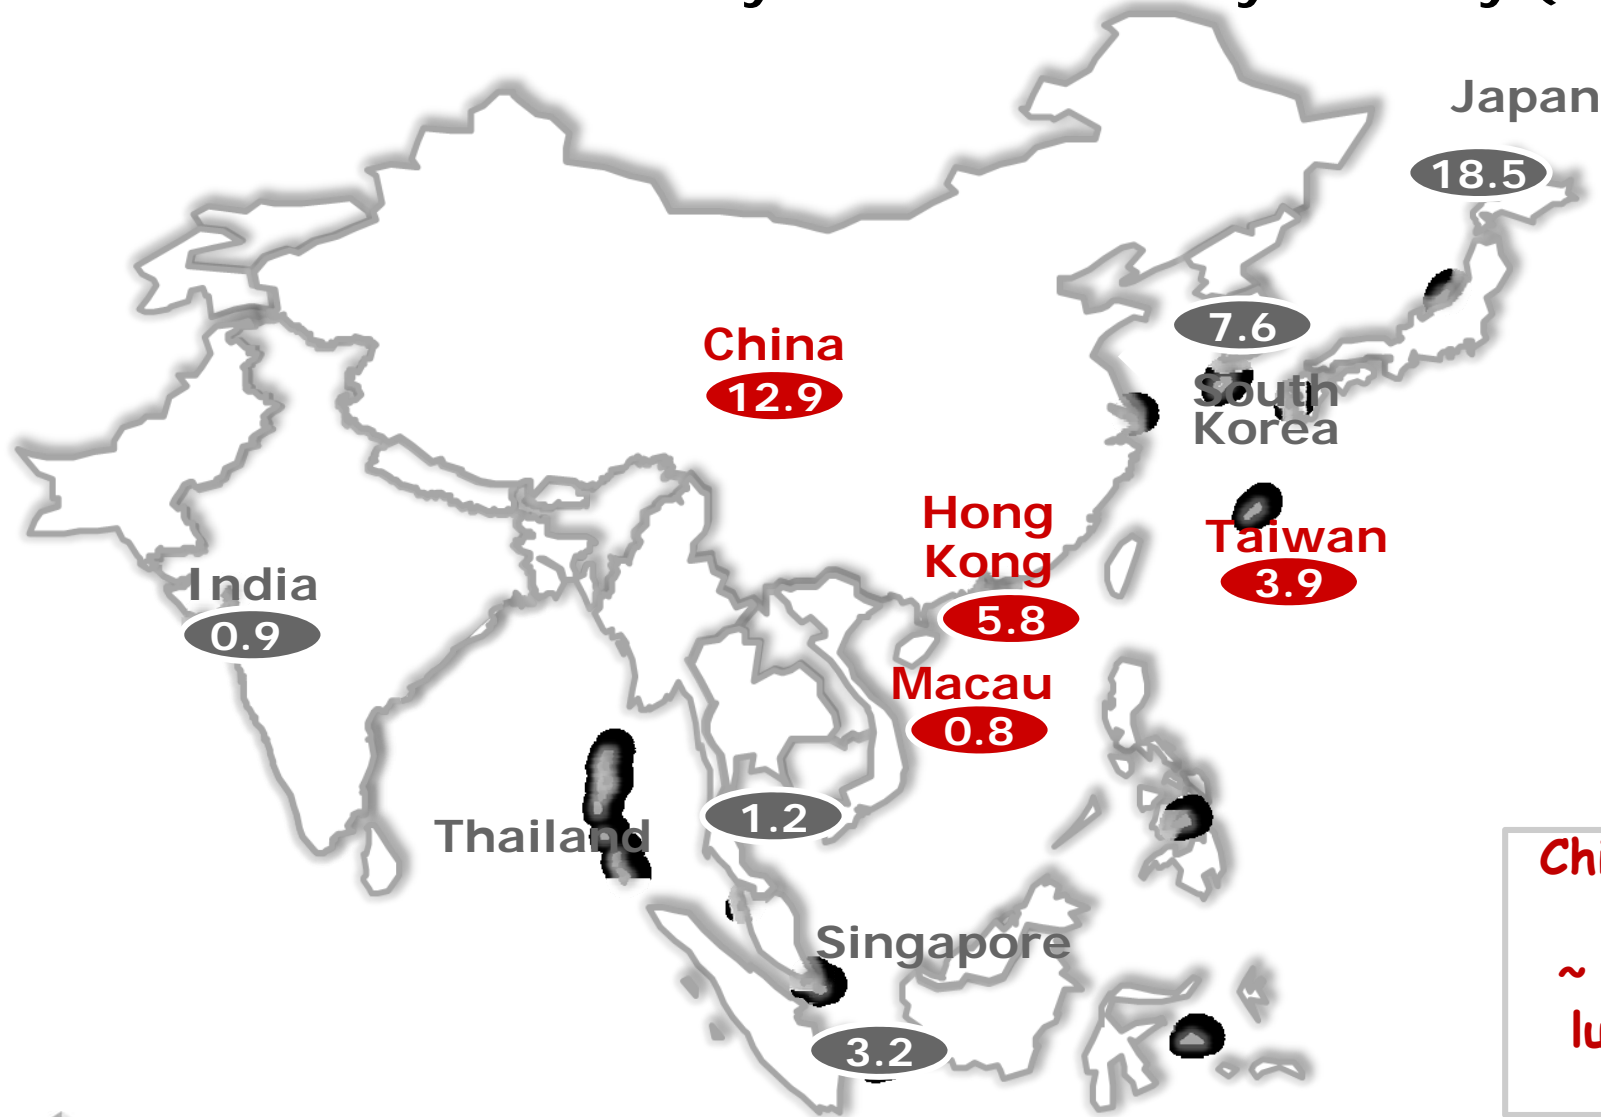 Japan
18.5
7.6
South
Korea
China
12.9
Hong
Kong
5.8
Taiwan
3.9
India
0.9
Macau
0.8
Thailand
1.2
Singapore
3.2
~